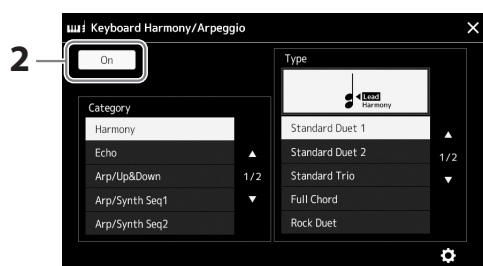 Keyboard Harmony/Arpeggio
2
On
Type
Lead
Harmony
Category
Harmony
Echo
Arp/Up&Down
Arp/Synth Seq1
Arp/Synth Seq2
1/2
Standard Duet 1
Standard Duet 2
Standard Trio
Full Chord
Rock Duet
1/2